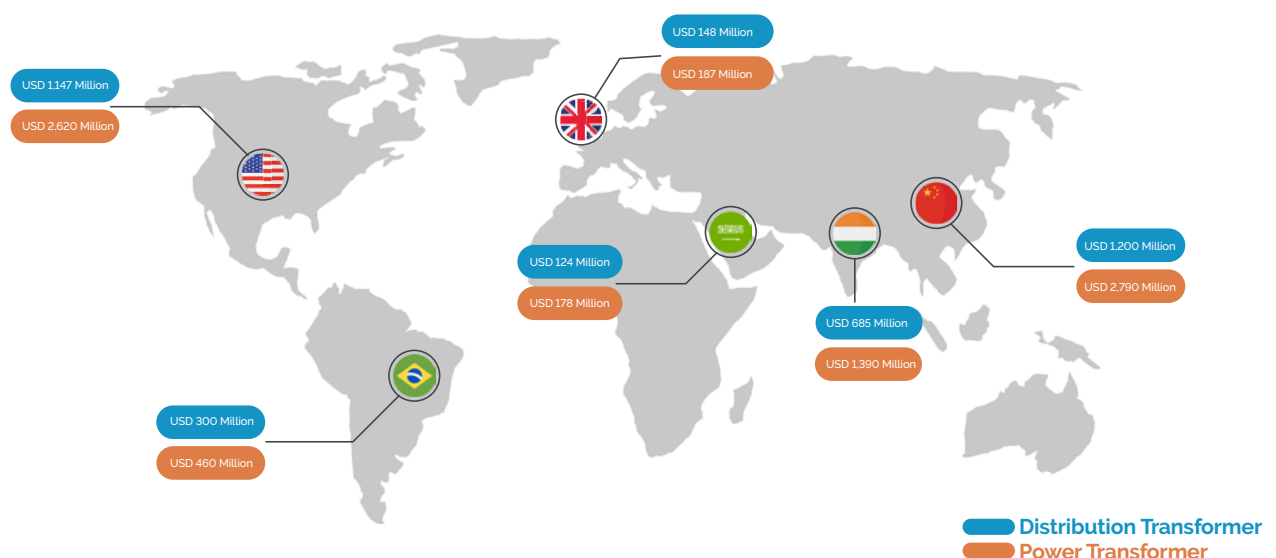 USD 148 Million
USD 187 Million
USD 1,147 Million
USD 2,620 Million
USD 124 Million
USD 178 Million
USD 1,200 Million
USD 2,790 Million
USD 685 Million
USD 1,390 Million
USD 300 Million
USD 460 Million
Distribution Transformer
Power Transformer